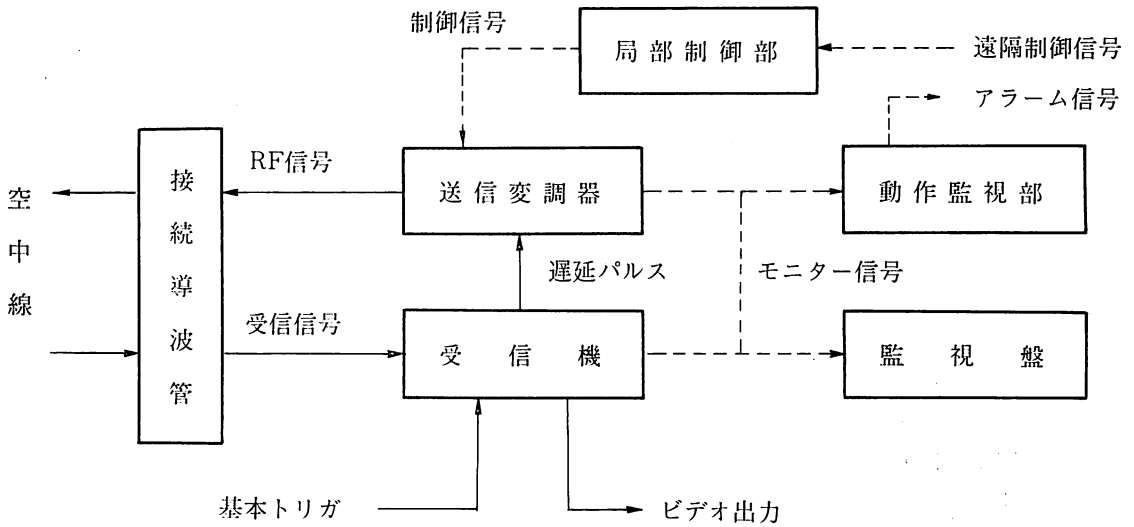 制御信号
局部制御部
遠隔制御信号
アラーム信号
接続導波管
RF信号
送信変調器
動作監視部
空中線
遅延パルス
モニター信号
受信信号
受信機
監視盤
基本トリガ
ビデオ出力